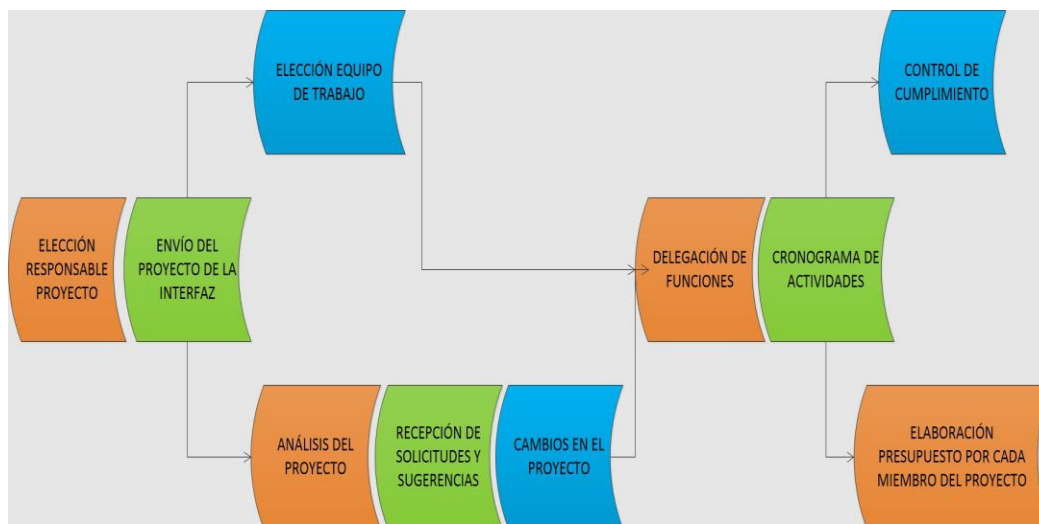 ELECCIÓN EQUIPO
DE TRABAJO
CONTROL DE
CUMPLIMIENTO
ELECCIÓN
RESPONSABLE
PROYECTO
ENVÍO DEL
PROYECTO DE LA
INTERFAZ
DELEGACIÓN DE
FUNCIONES
CRONOGRAMA DE
ACTIVIDADES
ANÁLISIS DEL
PROYECTO
RECEPCIÓN DE
SOLICITUDES Y
SUGERENCIAS
CAMBIOS EN EL
PROYECTO
ELABORACIÓN
PRESUPUESTO POR CADA
MIEMBRO DEL PROYECTO